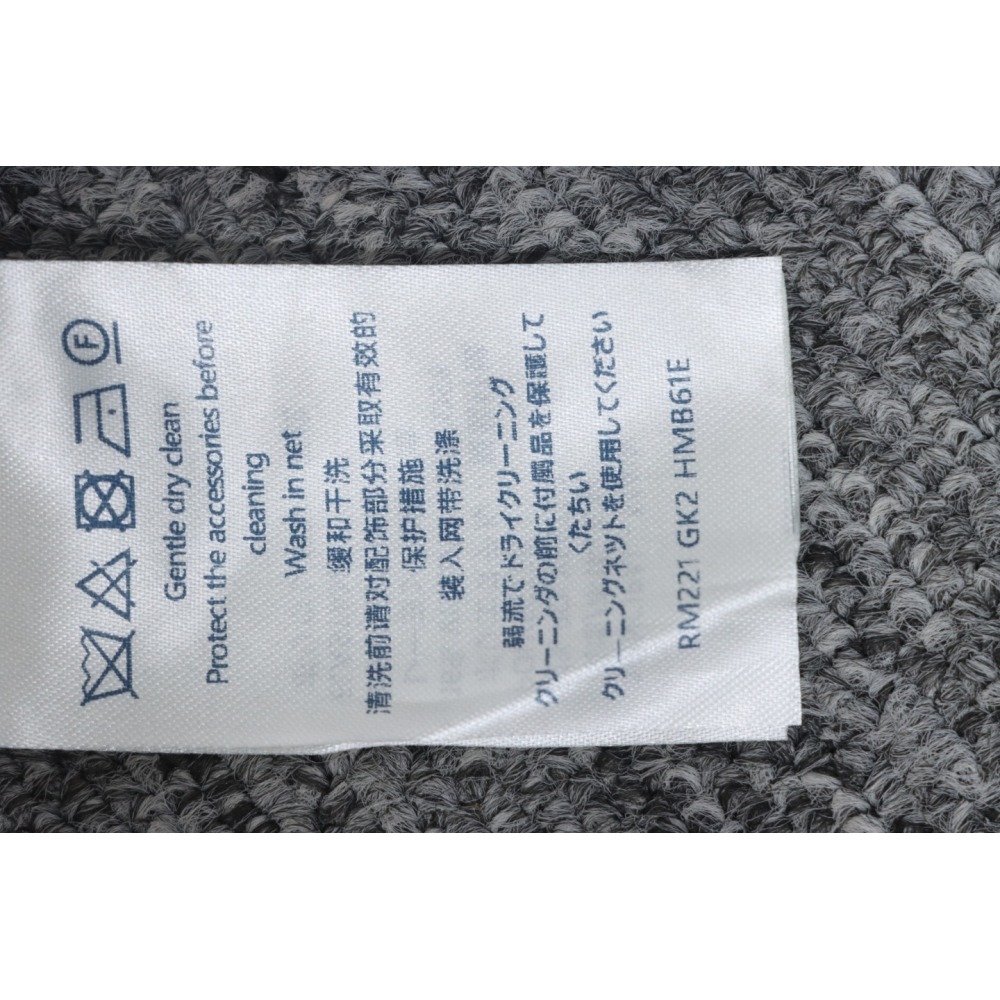 F
Gentle dry clean
Protect the accessories before
cleaning
Wash in net
缓和干洗
清洗前请对配饰部分采取有效的
保护措施
装入网带洗涤
弱流でドライクリーニング
クリーニングの前に付属品を保護して
くたちい
クリーニングネットを使用してください
RM221 GK2 HMB61E